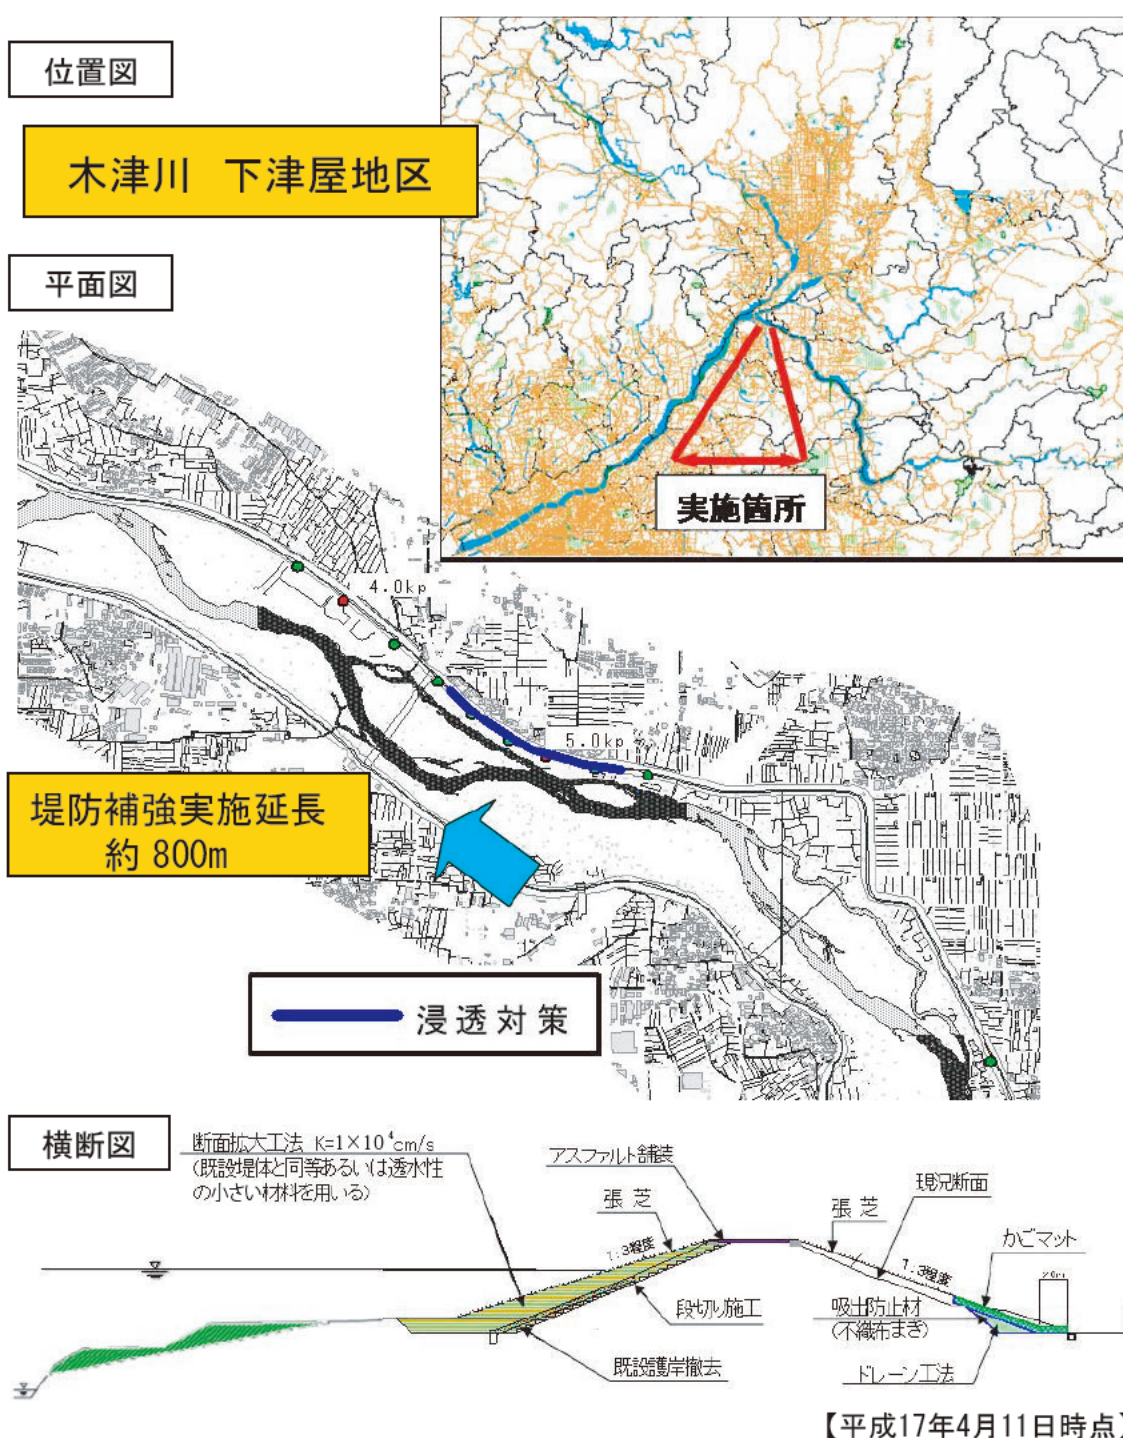 位置図
木津川 下津屋地区
実施箇所
平面図
4.0kp
5.0kp
堤防補強実施延長
約800m
浸透対策
横断図
断面拡大工法 K=1×10⁴cm/s
(既設堤体と同等あるいは透水性
の小さい材料を用いる)
アスファルト舗装
張芝
1:3程度
段切り施工
既設護岸撤去
現況断面
張芝
かごマット
1:3程度
吸出防止材
(不織布まき)
ドレーン工法
【平成17年4月11日時点】